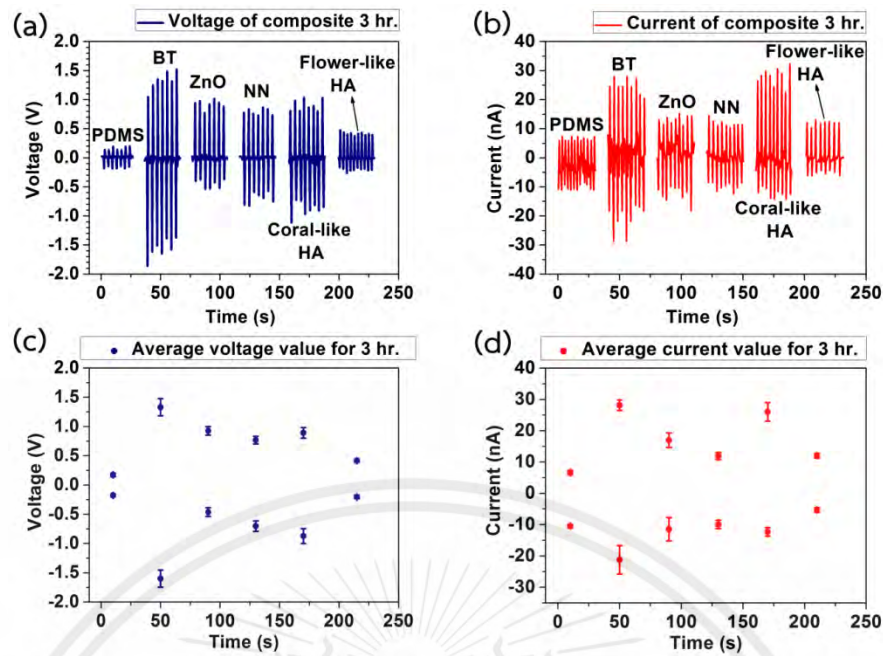 (a)
Voltage of composite 3 hr.
2.0
1.5
1.0
0.5
0.0
0.5
1.0
1.5
-2.0
Voltage (V)
PDMS
BT
ZnO
NN
Flower-like
HA
Coral-like
HA
0 50 100 150 200 250
Time (s)
(b)
Current of composite 3 hr.
40
30
20
10
0
10
20
30
-40
Current (nA)
PDMS
BT
ZnO
NN
Flower-like
HA
Coral-like
HA
0 50 100 150 200 250
Time (s)
(c)
Average voltage value for 3 hr.
2.0
1.5
1.0
0.5
0.0
-0.5
-1.0
-1.5
-2.0
Voltage (V)
0 50 100 150 200 250
Time (s)
(d)
Average current value for 3 hr.
40
30
20
10
0
-10
-20
-30
Current (nA)
0 50 100 150 200 250
Time (s)